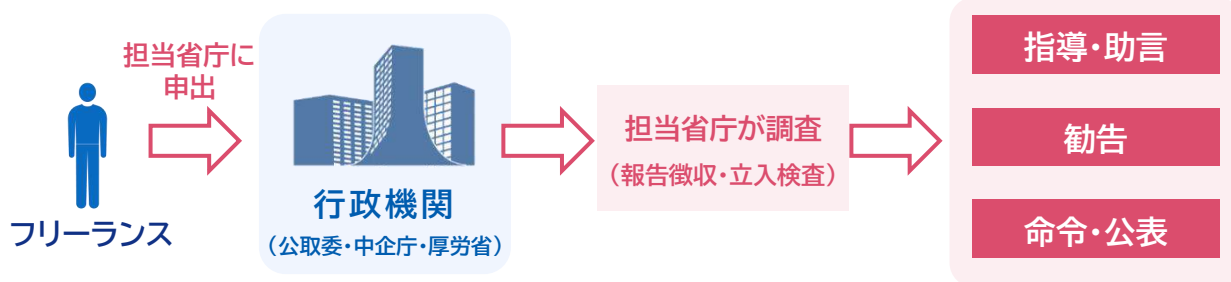 担当省庁に
申出
フリーランス
行政機関
(公取委・中企庁・厚労省)
担当省庁が調査
(報告徴収・立入検査)
指導・助言
勧告
命令・公表